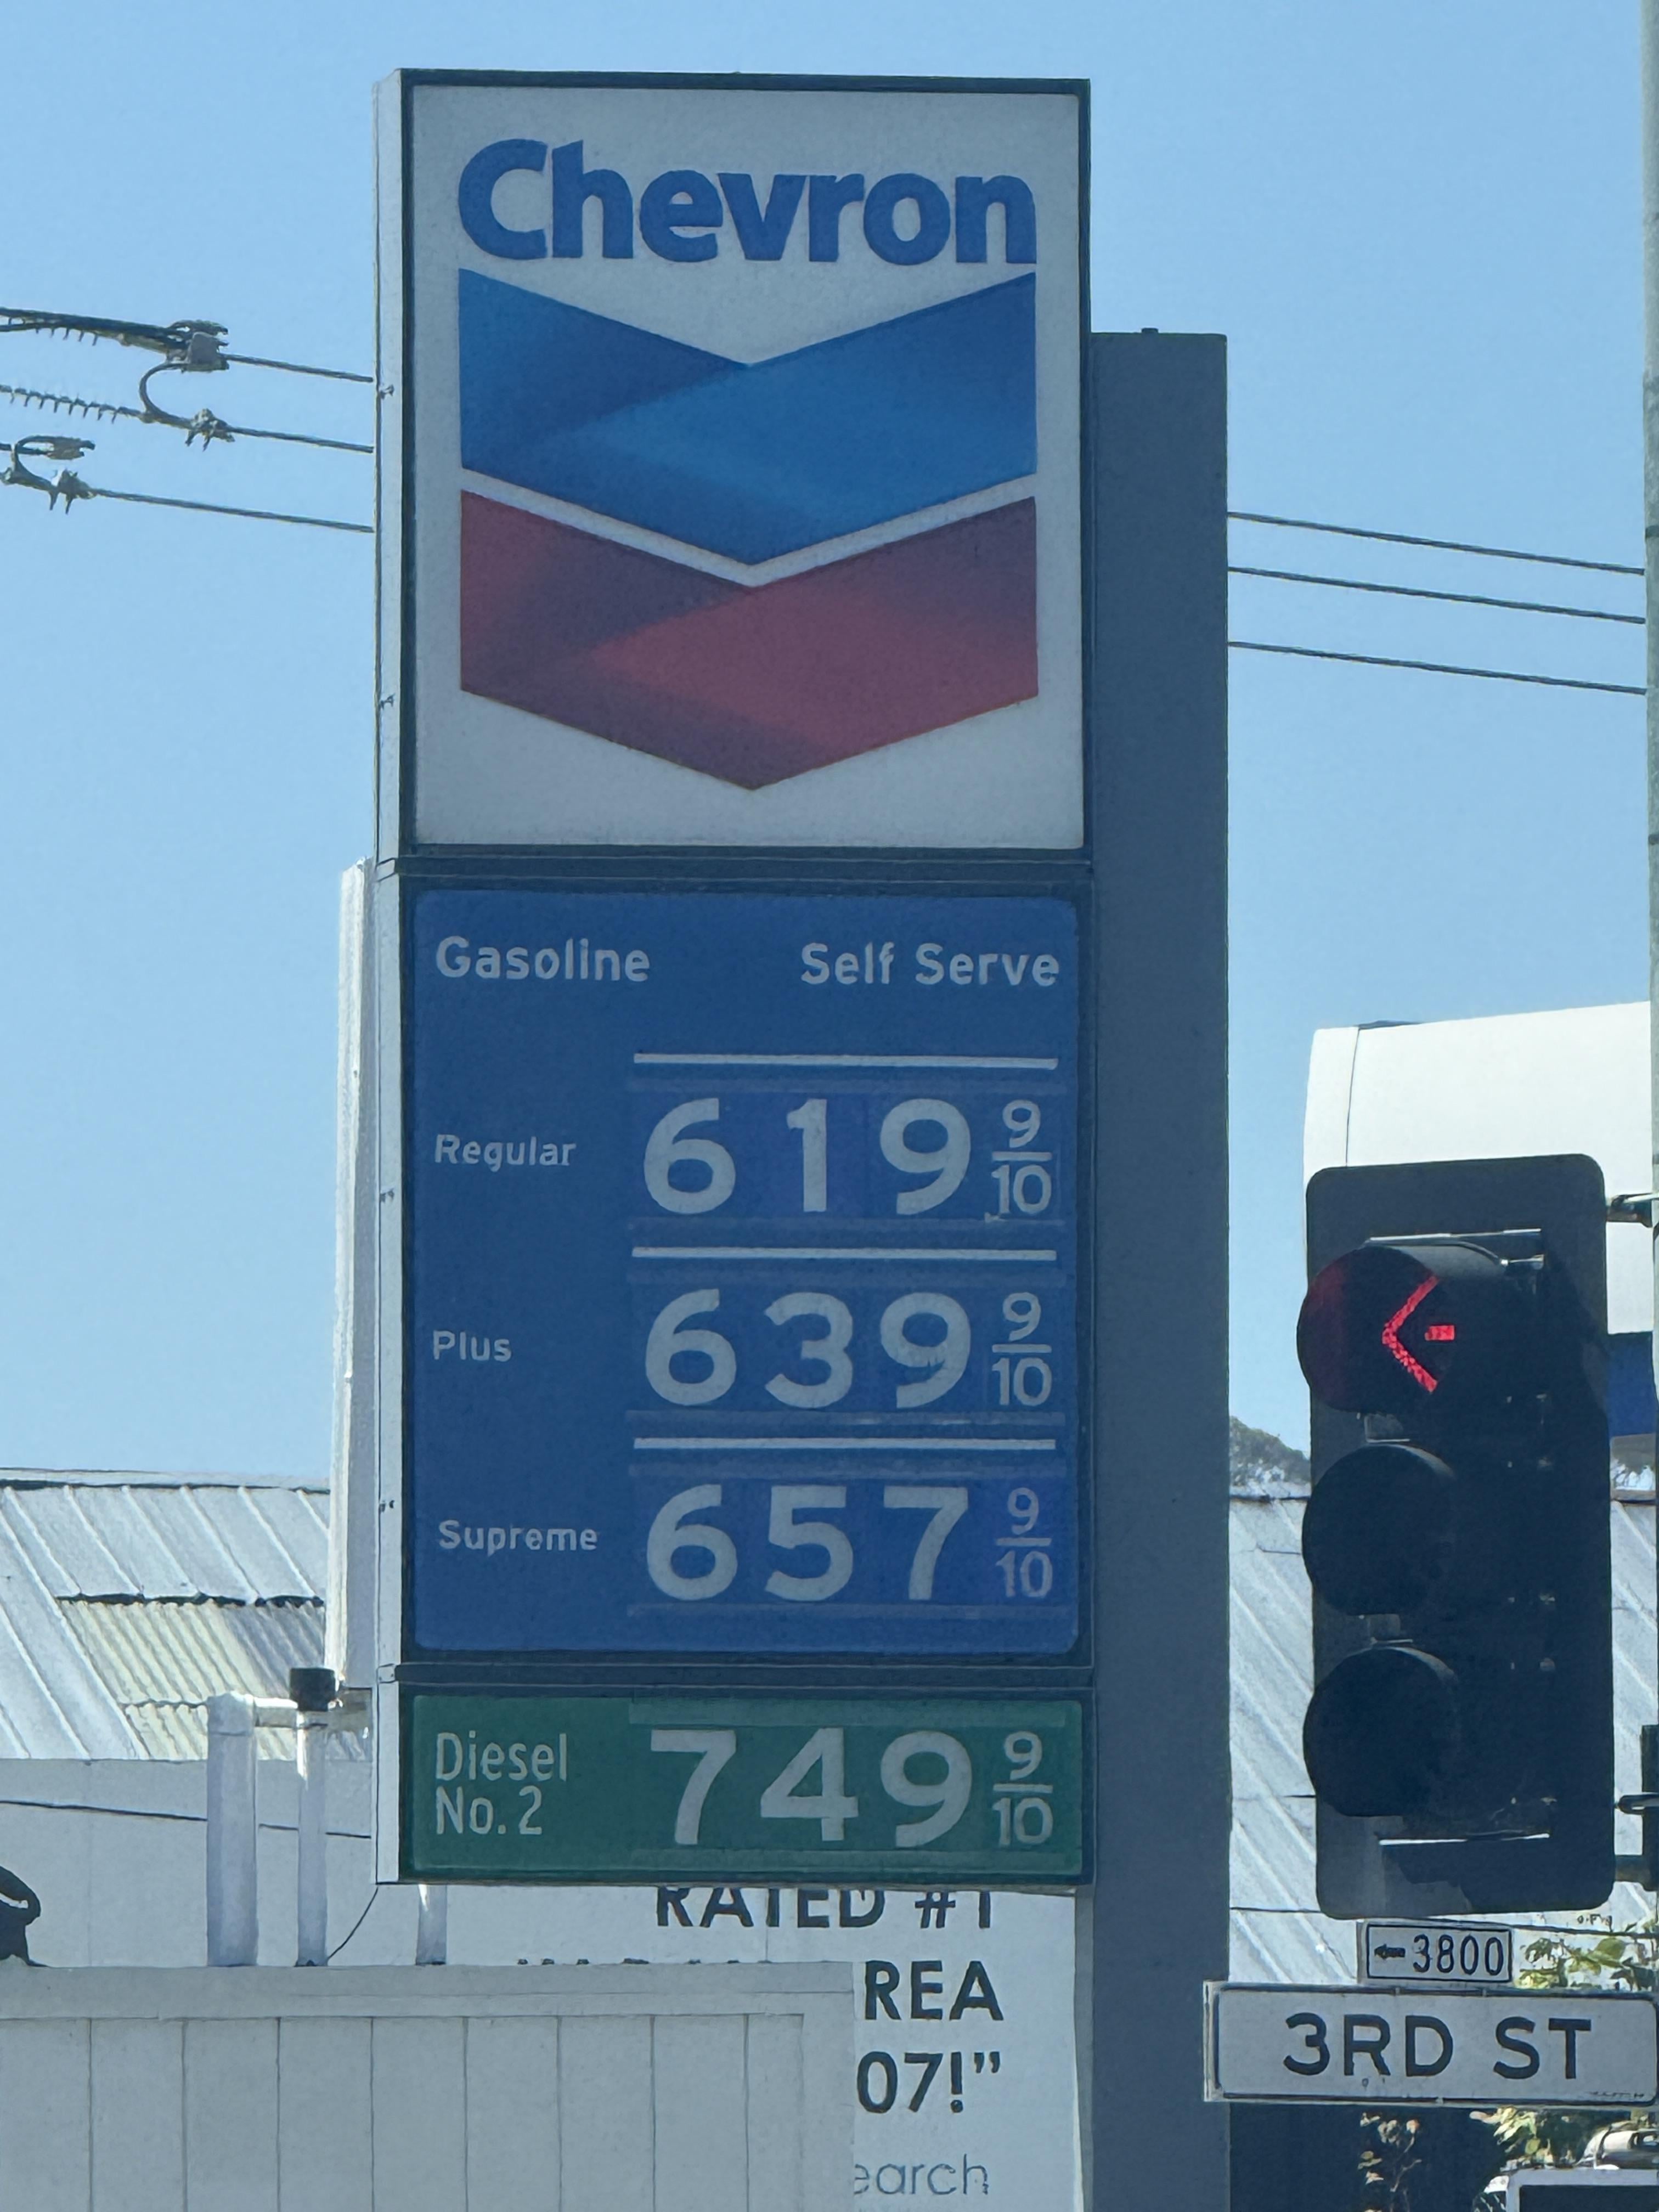 Chevron
Gasoline Self Serve
Regular 619 9/10
Plus 639 9/10
Supreme 657 9/10
Diesel No. 2 749 9/10
RATED #1
REA
07!”
earch
←3800
3RD ST